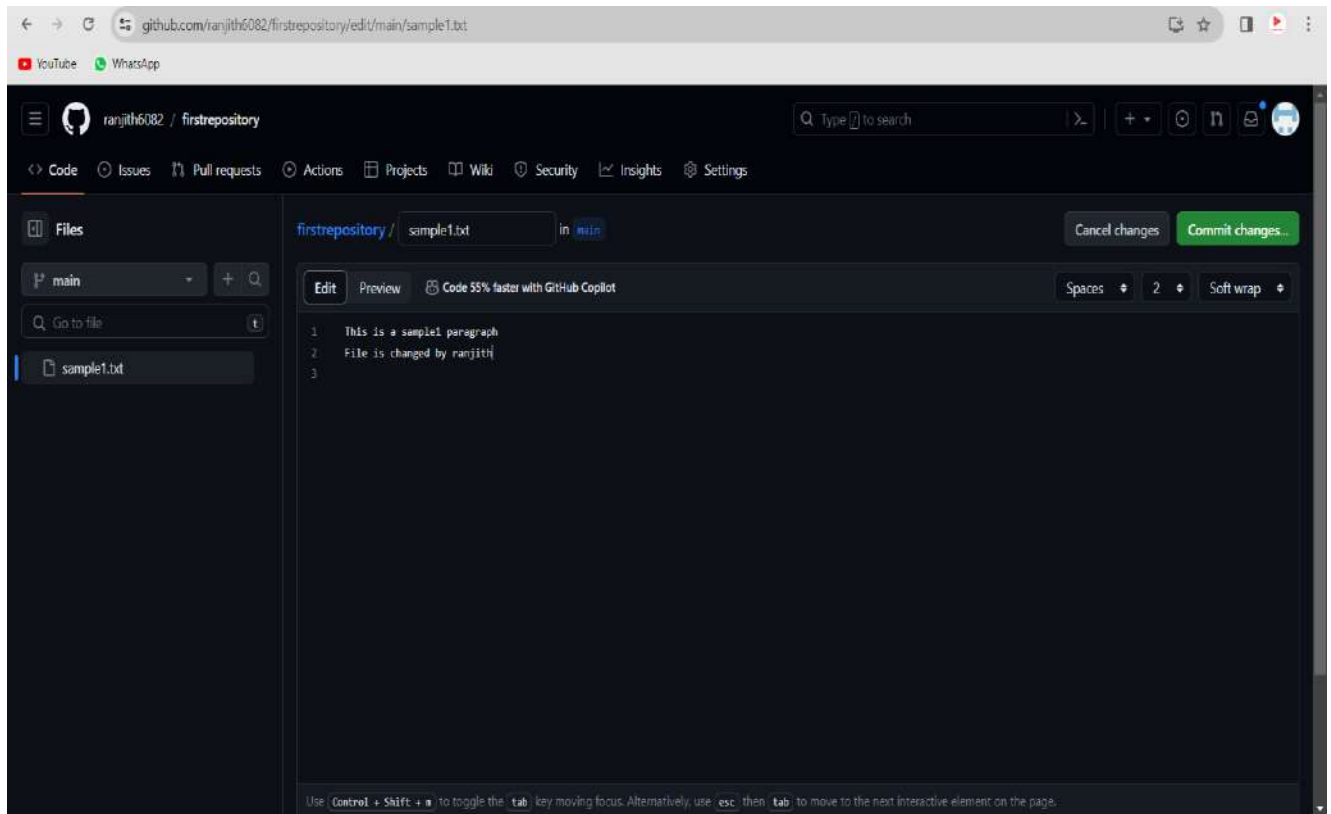 github.com/ranjith6082/firstrepository/edit/main/sample1.txt
YouTube WhatsApp
ranjith6082 / firstrepository
Type / to search
Code Issues Pull requests Actions Projects Wiki Security Insights Settings
Files
firstrepository / sample1.txt in main
Cancel changes Commit changes...
main
Edit Preview Code 55% faster with GitHub Copilot
Spaces 2 Soft wrap
Go to file t
sample1.txt
1 This is a sample1 paragraph
2 File is changed by ranjith
3
Use Control + Shift + m to toggle the tab key moving focus. Alternatively, use esc then tab to move to the next interactive element on the page.